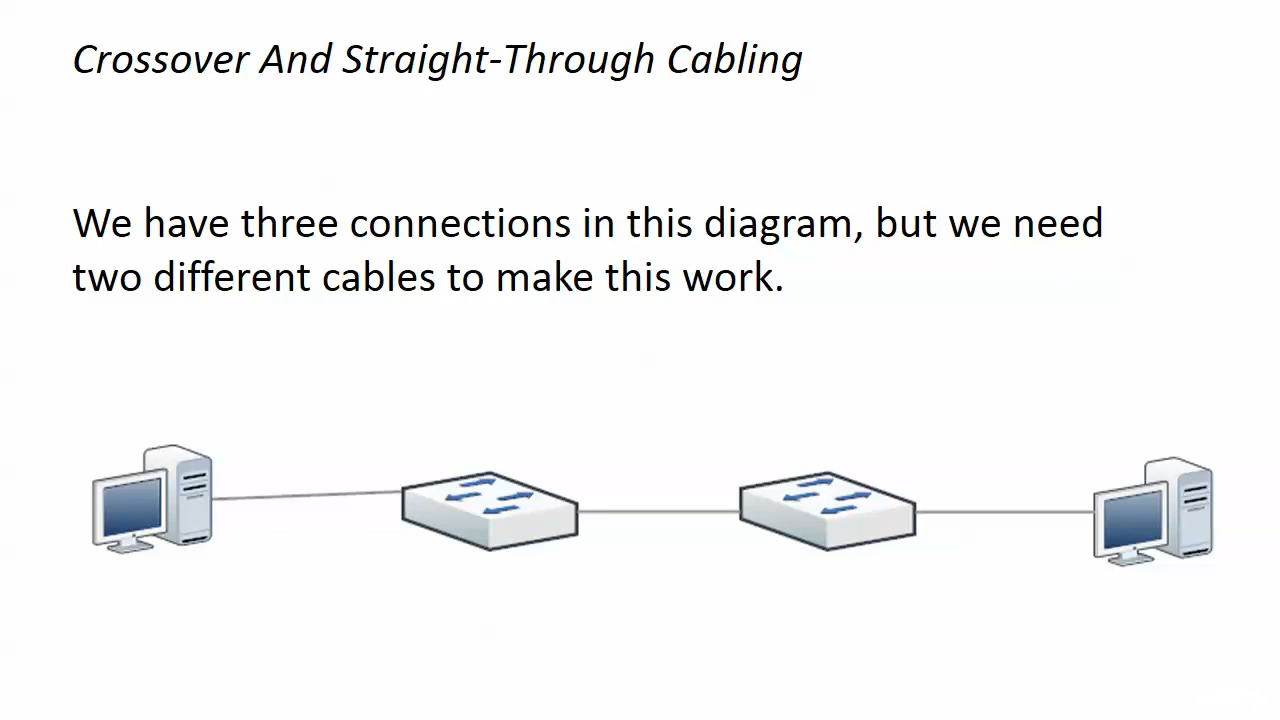 Crossover And Straight-Through Cabling
We have three connections in this diagram, but we need
two different cables to make this work.